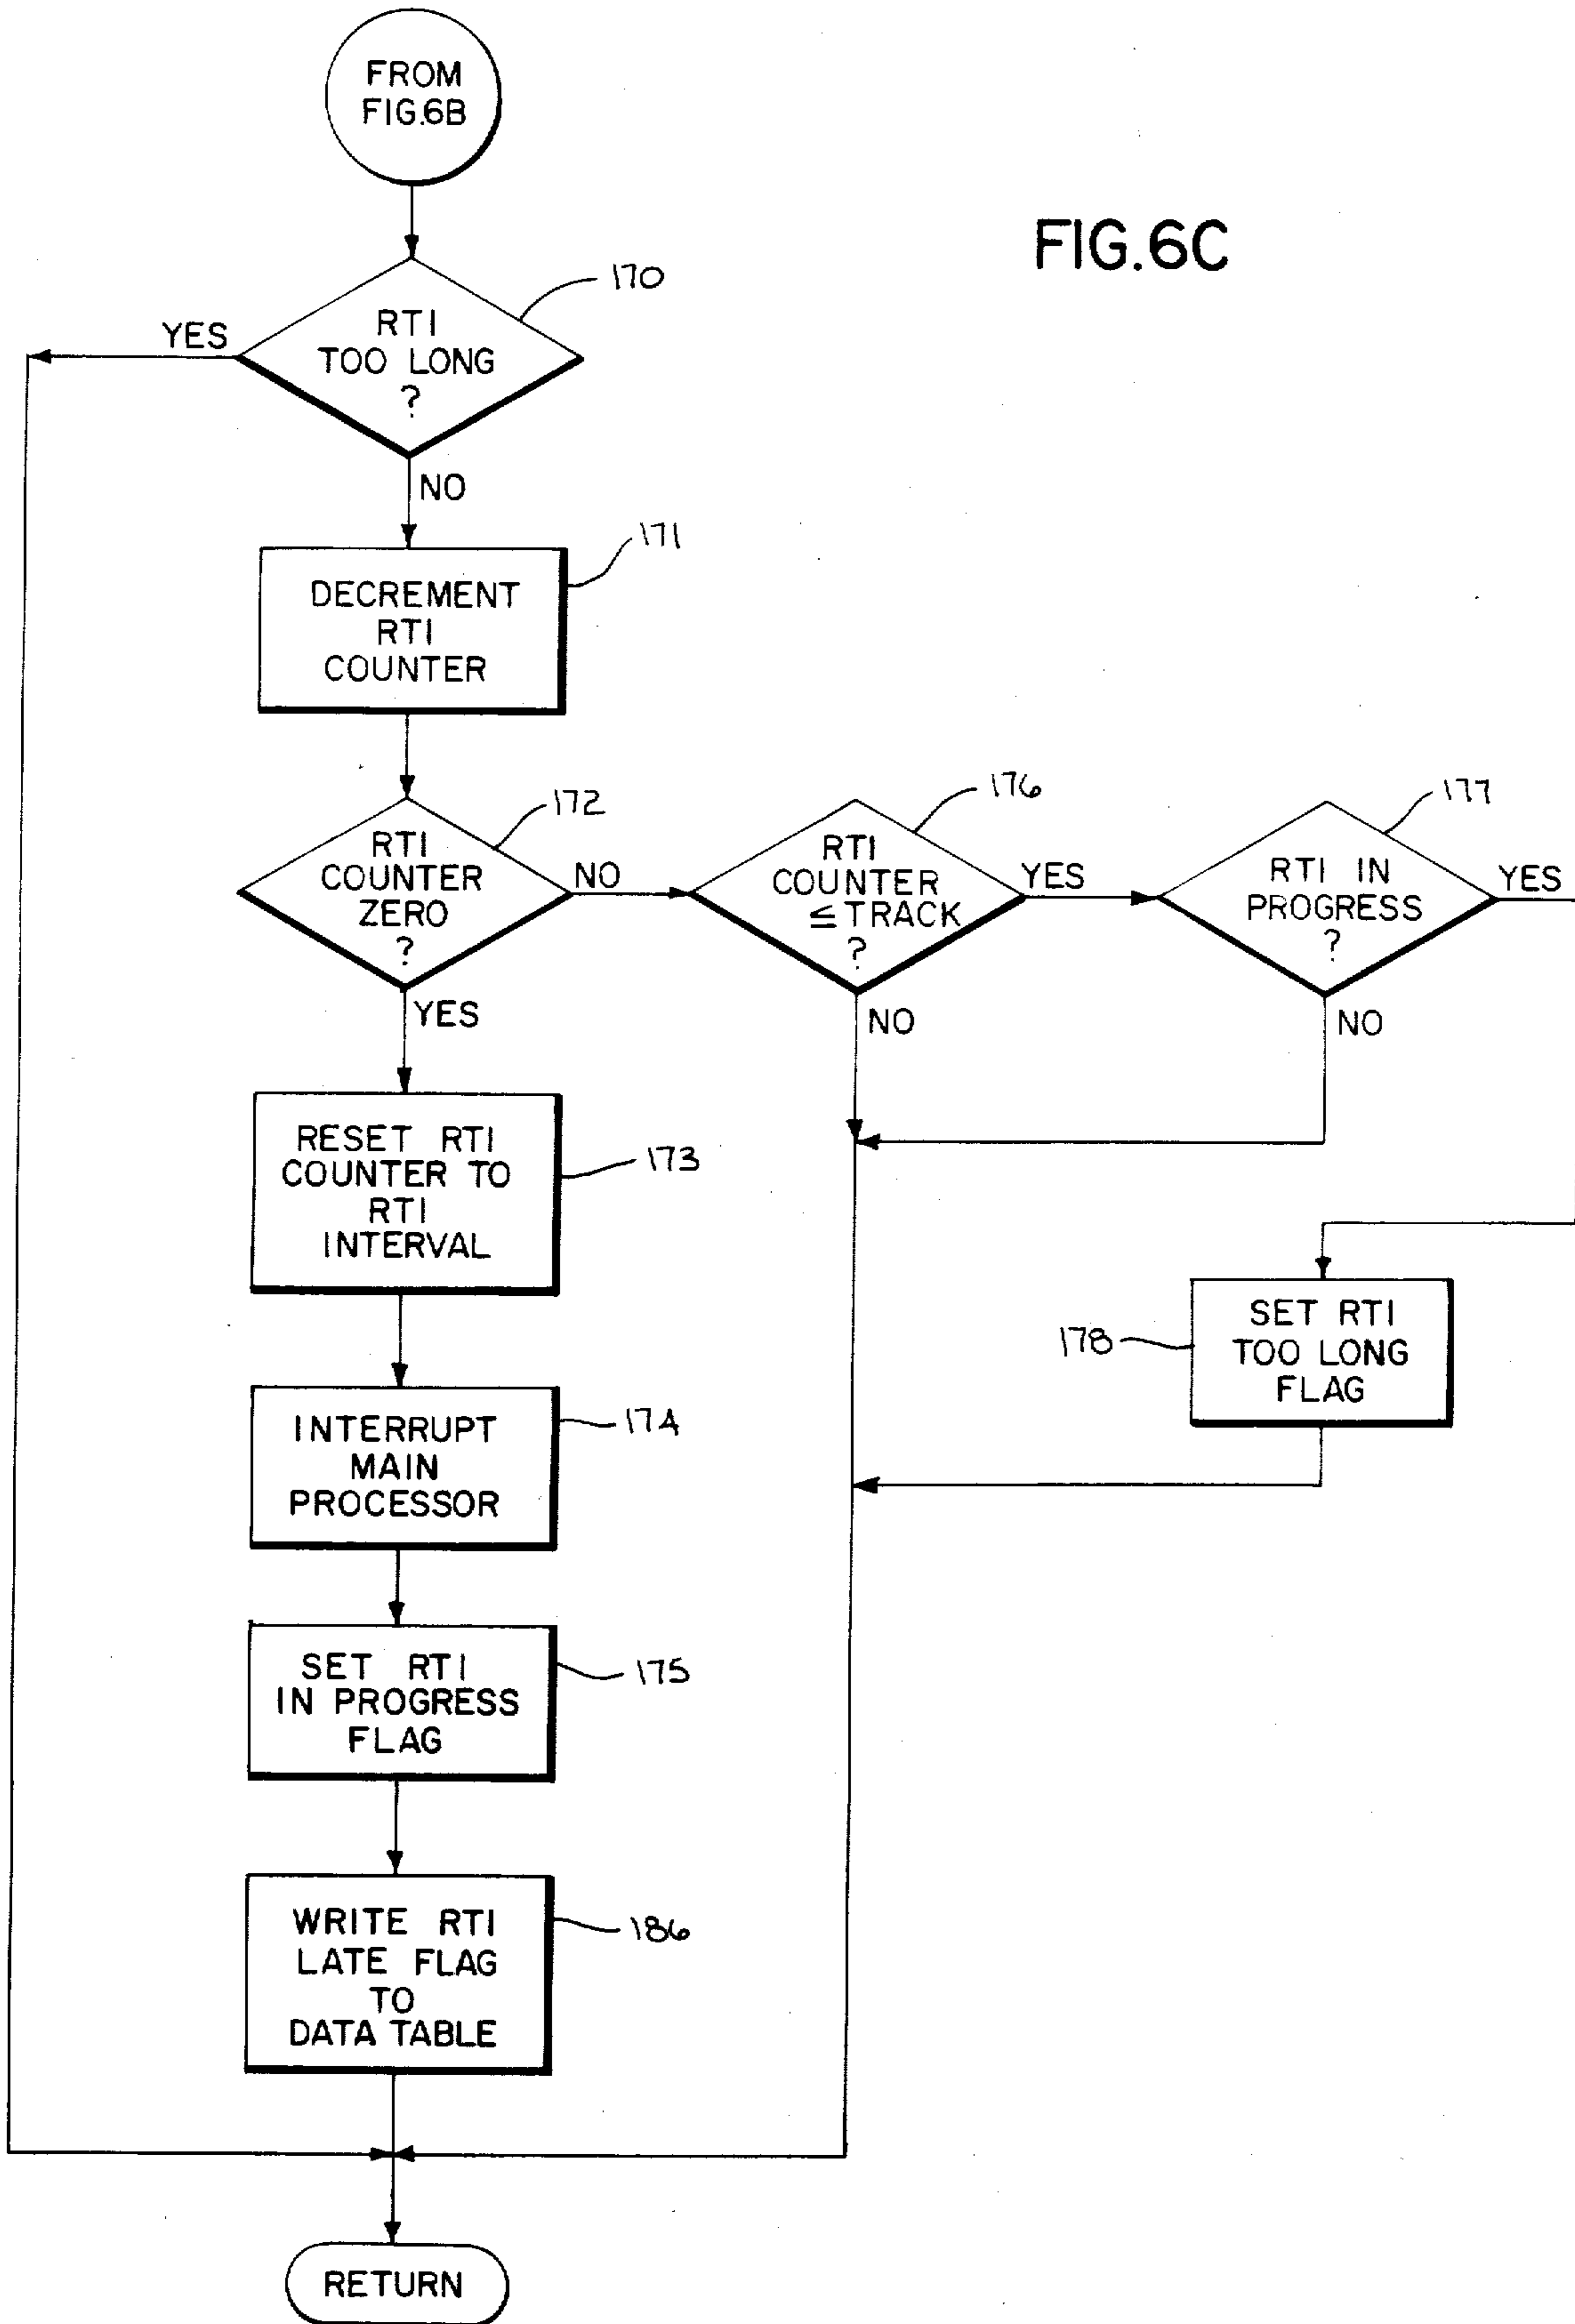 FROM
FIG.6B
FIG.6C
170
RTI
TOO LONG
?
YES
NO
171
DECREMENT
RTI
COUNTER
172
RTI
COUNTER
ZERO
?
NO
YES
176
RTI
COUNTER
≤ TRACK
?
YES
NO
177
RTI IN
PROGRESS
?
YES
NO
RESET RTI
COUNTER TO
RTI
INTERVAL
173
178
SET RTI
TOO LONG
FLAG
INTERRUPT
MAIN
PROCESSOR
174
SET RTI
IN PROGRESS
FLAG
175
WRITE RTI
LATE FLAG
TO
DATA TABLE
186
RETURN